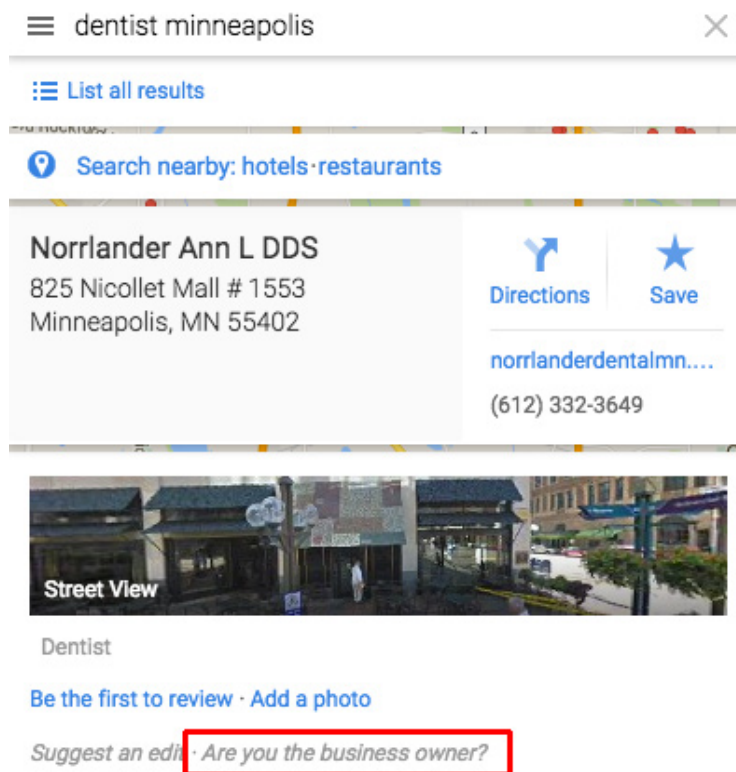 dentist minneapolis
List all results
Search nearby: hotels · restaurants
Norrlander Ann L DDS
825 Nicollet Mall # 1553
Minneapolis, MN 55402
Directions
Save
norrlanderdentalmn....
(612) 332-3649
Street View
Dentist
Be the first to review · Add a photo
Suggest an edit · Are you the business owner?